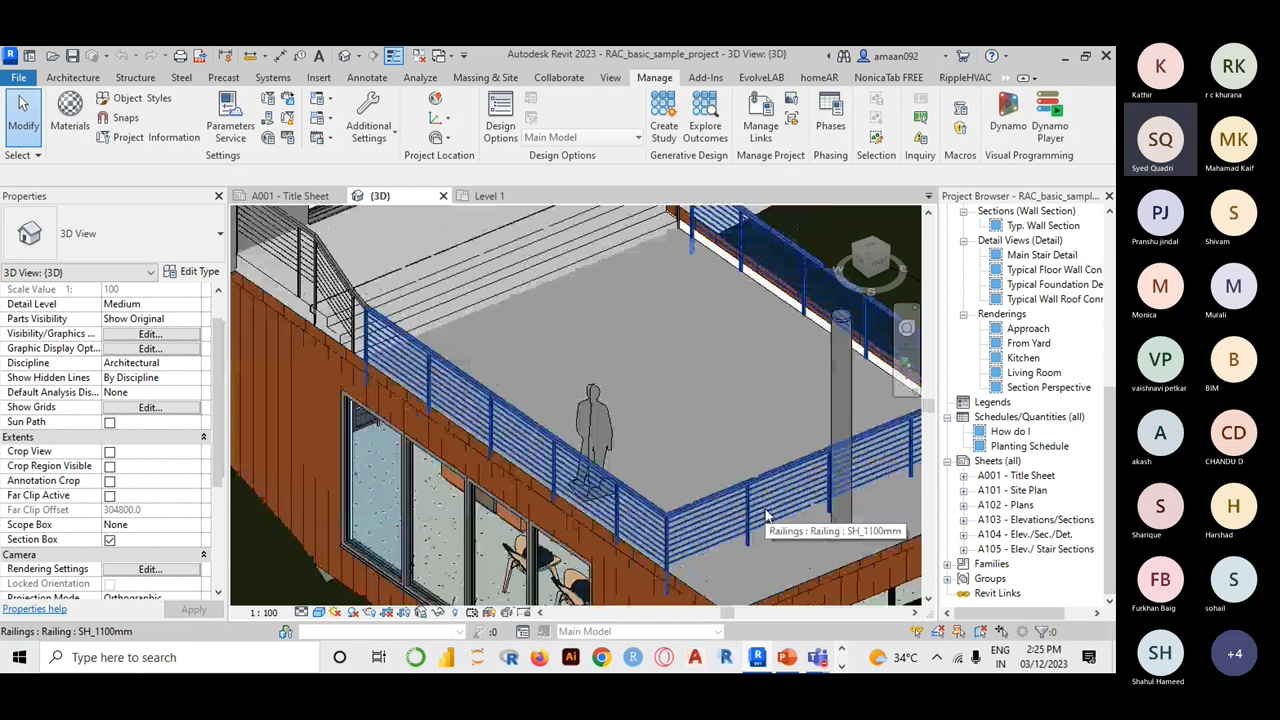 Autodesk Revit 2023 - RAC_basic_sample_project - 3D View: {3D}
amaan092
File
Architecture
Structure
Steel
Precast
Systems
Insert
Annotate
Analyze
Massing & Site
Collaborate
View
Manage
Add-Ins
EvolveLAB
homeAR
NonicaTab FREE
RippleHVAC
Modify
Materials
Object Styles
Snaps
Project Information
Parameters Service
Additional Settings
Design Options
Main Model
Create Study
Explore Outcomes
Manage Links
Phases
Dynamo
Dynamo Player
Select
Settings
Project Location
Design Options
Generative Design
Manage Project
Phasing
Selection
Inquiry
Macros
Visual Programming
Properties
3D View
3D View: {3D}
Edit Type
Scale Value 1: 100
Detail Level Medium
Parts Visibility Show Original
Visibility/Graphics ... Edit...
Graphic Display Opt... Edit...
Discipline Architectural
Show Hidden Lines By Discipline
Default Analysis Dis... None
Show Grids Edit...
Sun Path
Extents
Crop View
Crop Region Visible
Annotation Crop
Far Clip Active
Far Clip Offset 304800.0
Scope Box None
Section Box
Camera
Rendering Settings Edit...
Locked Orientation
Properties help
Apply
A001 - Title Sheet
{3D}
Level 1
Railings : Railing : SH_1100mm
1 : 100
Project Browser - RAC_basic_sampl...
Sections (Wall Section)
Typ. Wall Section
Detail Views (Detail)
Main Stair Detail
Typical Floor Wall Con
Typical Foundation De
Typical Wall Roof Conr
Renderings
Approach
From Yard
Kitchen
Living Room
Section Perspective
Legends
Schedules/Quantities (all)
How do I
Planting Schedule
Sheets (all)
A001 - Title Sheet
A101 - Site Plan
A102 - Plans
A103 - Elevations/Sections
A104 - Elev./Sec./Det.
A105 - Elev./ Stair Sections
Families
Groups
Revit Links
Railings : Railing : SH_1100mm
:0
Main Model
:0
Type here to search
34°C
ENG
IN
2:25 PM
03/12/2023
K
Kathir
RK
r c khurana
SQ
Syed Quadri
MK
Mahamad Kaif
PJ
Pranshu jindal
S
Shivam
M
Monica
M
Murali
VP
vaishnavi petkar
B
BIM
A
akash
CD
CHANDU D
S
Sharique
H
Harshad
FB
Furkhan Baig
S
sohail
SH
Shahul Hameed
+4